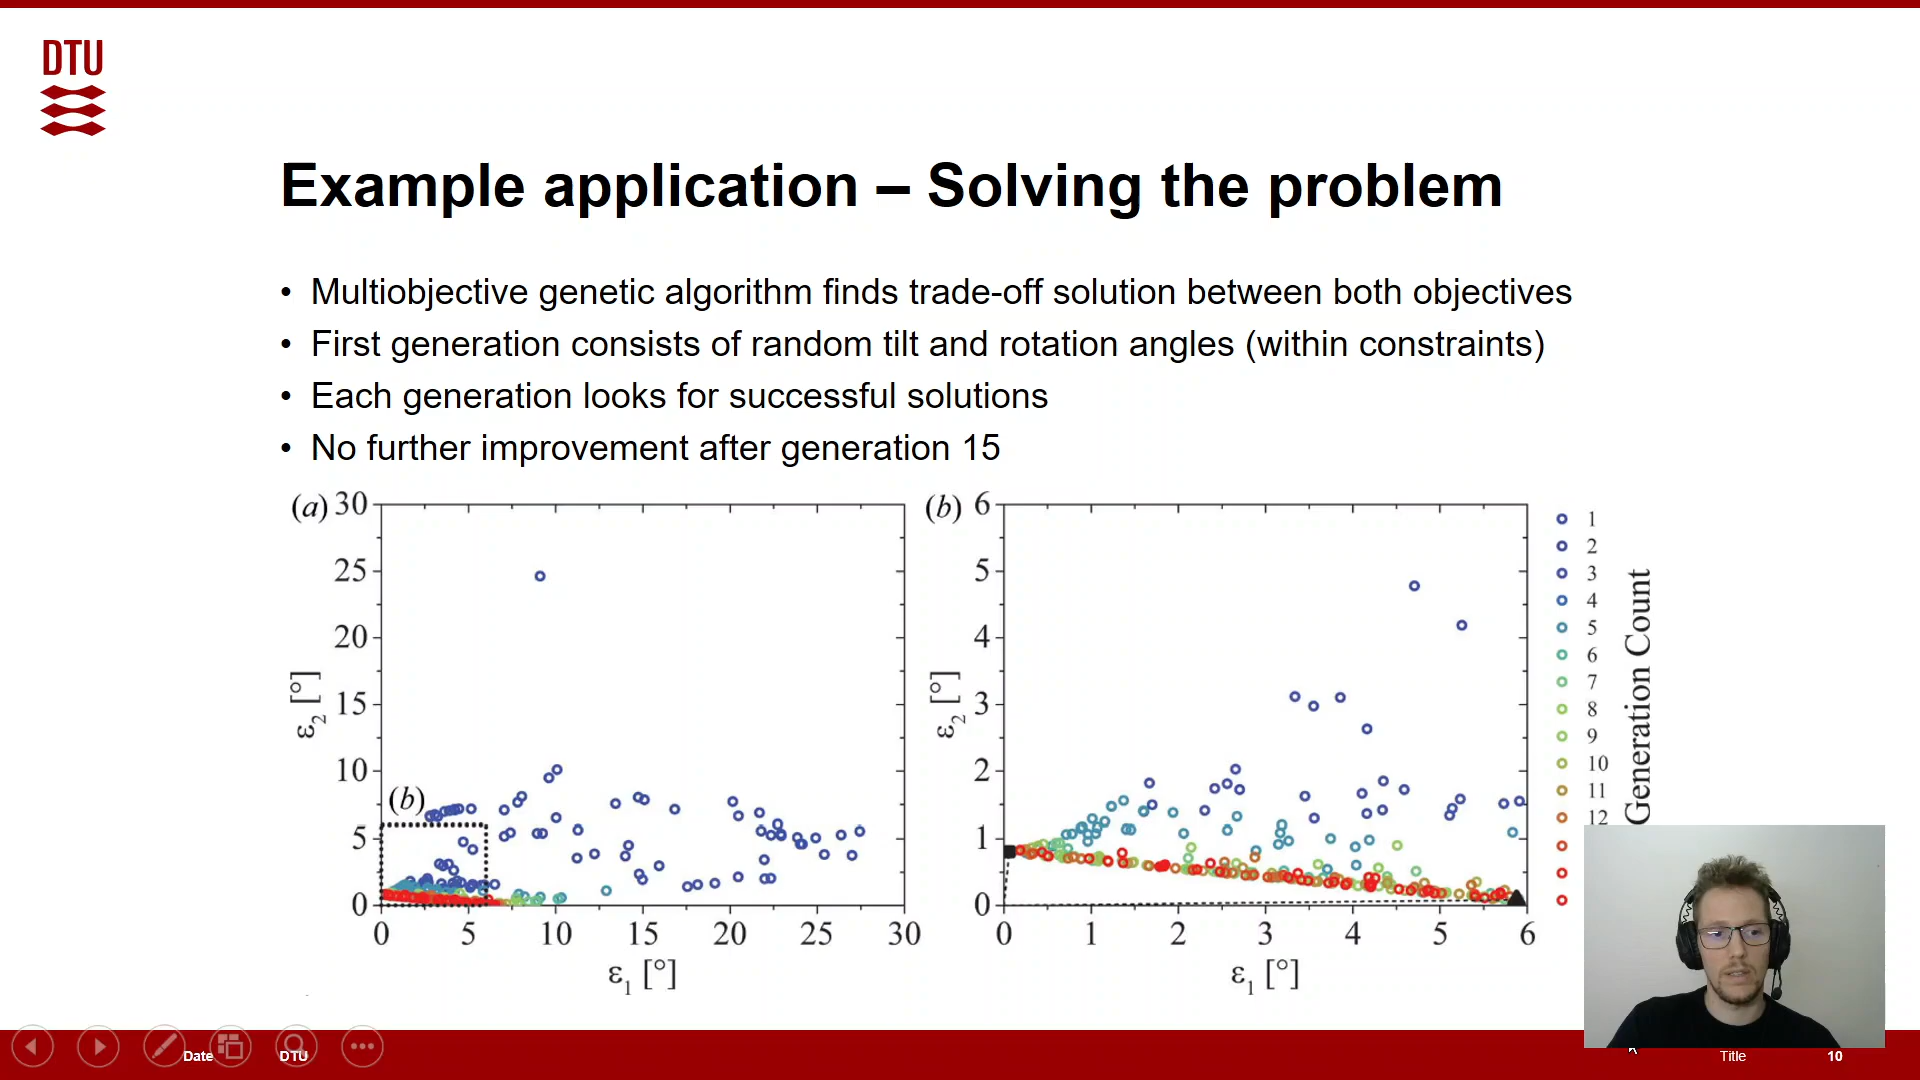 DTU
Example application – Solving the problem
• Multiobjective genetic algorithm finds trade-off solution between both objectives
• First generation consists of random tilt and rotation angles (within constraints)
• Each generation looks for successful solutions
• No further improvement after generation 15
(a)
30
25
20
15
10
5
0
ε2 [°]
(b)
0 5 10 15 20 25 30
ε1 [°]
(b)
6
5
4
3
2
1
0
ε2 [°]
0 1 2 3 4 5 6
ε1 [°]
1
2
3
4
5
6
7
8
9
10
11
12
Generation Count
Date DTU Title 10